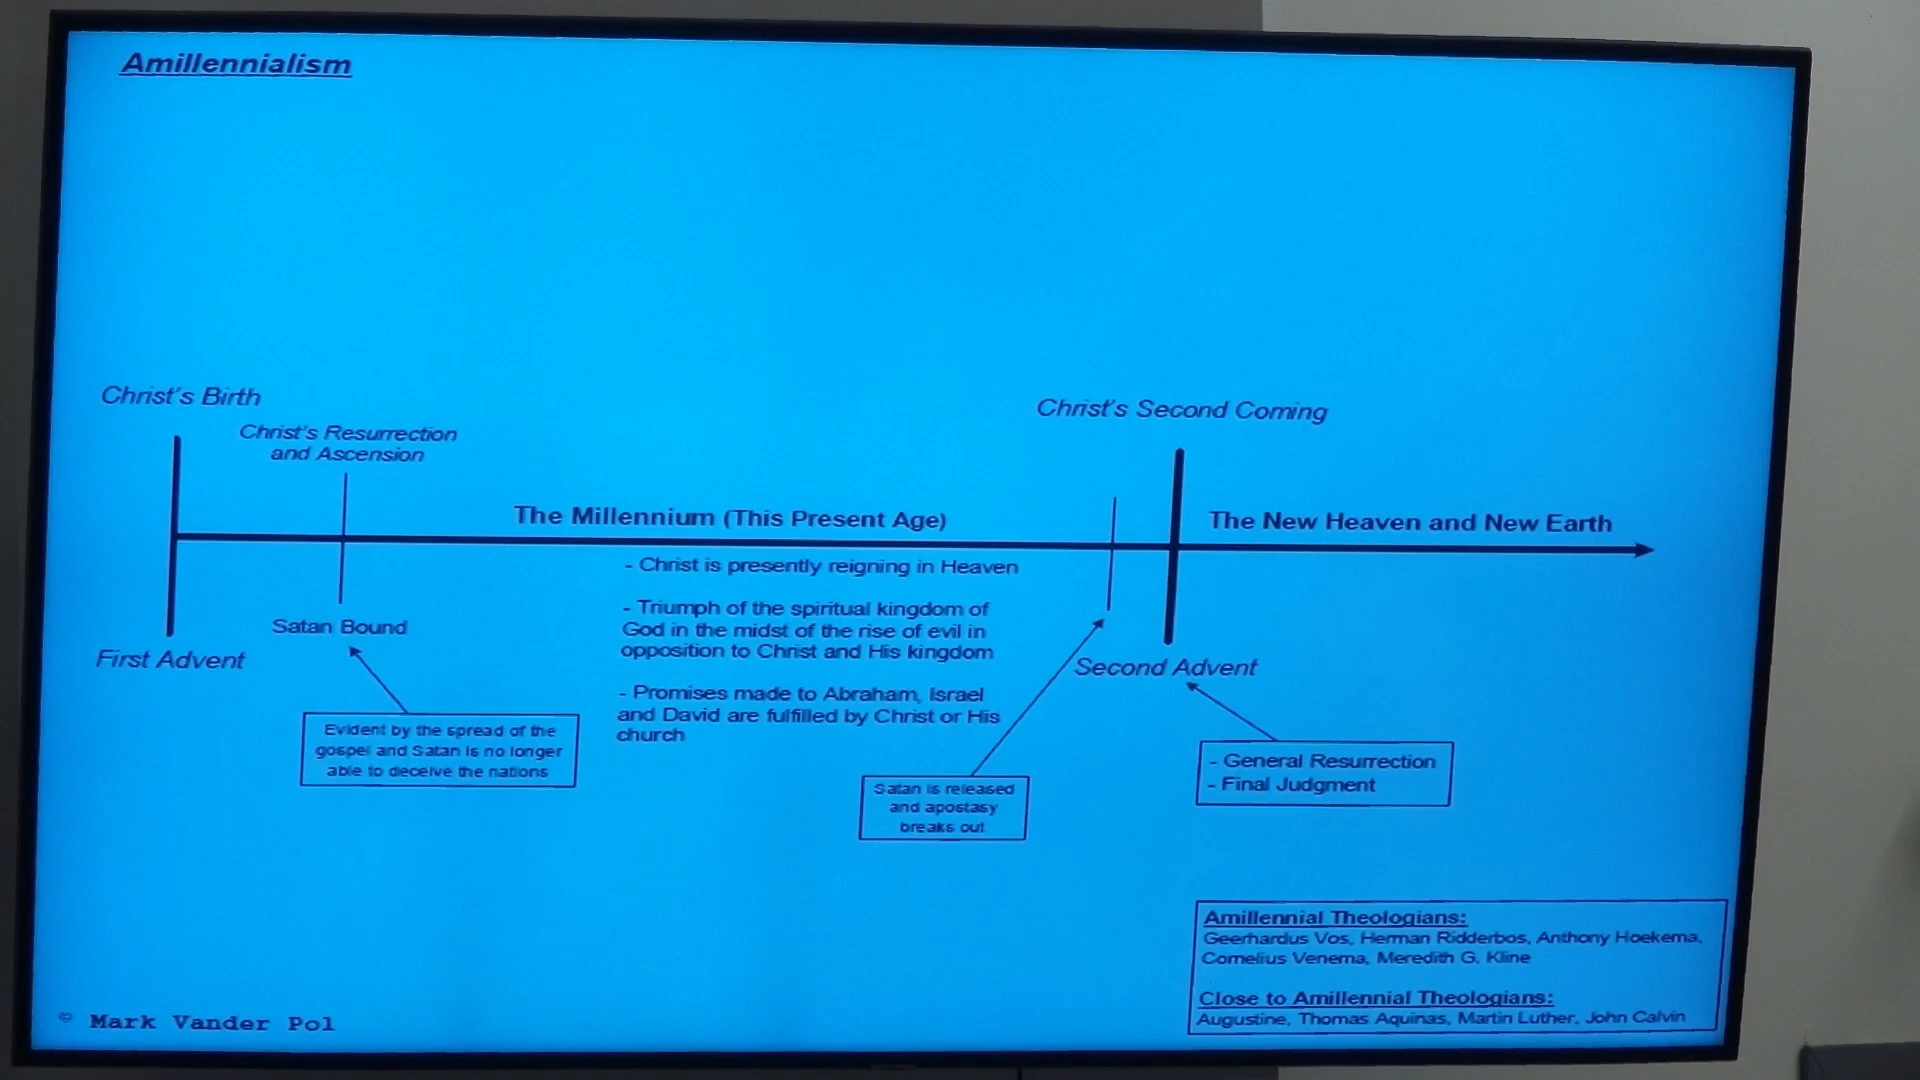 Amillennialism
Christ's Birth
Christ's Resurrection
and Ascension
Christ's Second Coming
The Millennium (This Present Age)
The New Heaven and New Earth
- Christ is presently reigning in Heaven
- Triumph of the spiritual kingdom of
God in the midst of the rise of evil in
opposition to Christ and His kingdom
- Promises made to Abraham, Israel
and David are fulfilled by Christ or His
church
Satan Bound
First Advent
Second Advent
Evident by the spread of the
gospel and Satan is no longer
able to deceive the nations
Satan is released
and apostasy
breaks out
- General Resurrection
- Final Judgment
Amillennial Theologians:
Geerhardus Vos, Herman Ridderbos, Anthony Hoekema,
Cornelius Venema, Meredith G. Kline
Close to Amillennial Theologians:
Augustine, Thomas Aquinas, Martin Luther, John Calvin
© Mark Vander Pol